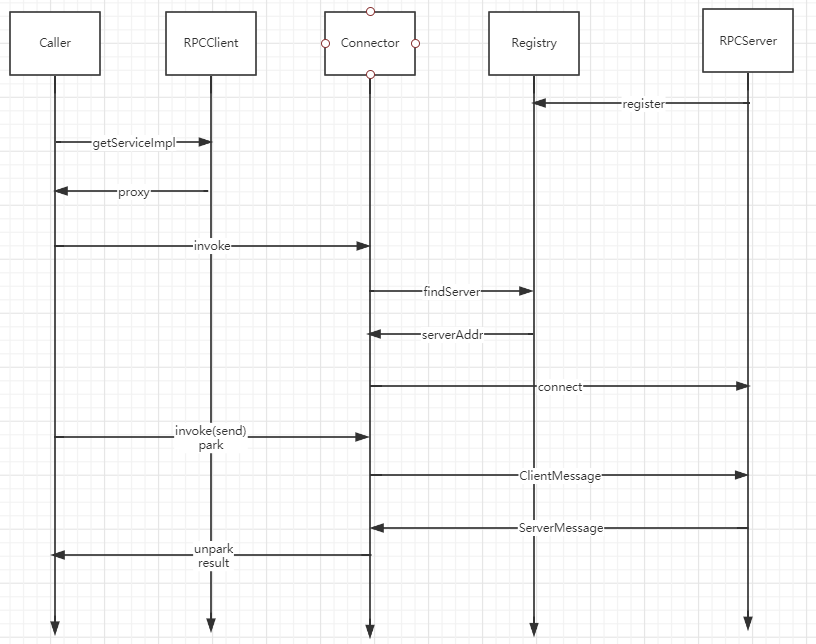 Caller
RPCClient
Connector
Registry
RPCServer
register
getServiceImpl
proxy
invoke
findServer
serverAddr
connect
invoke(send)
park
ClientMessage
ServerMessage
unpark
result